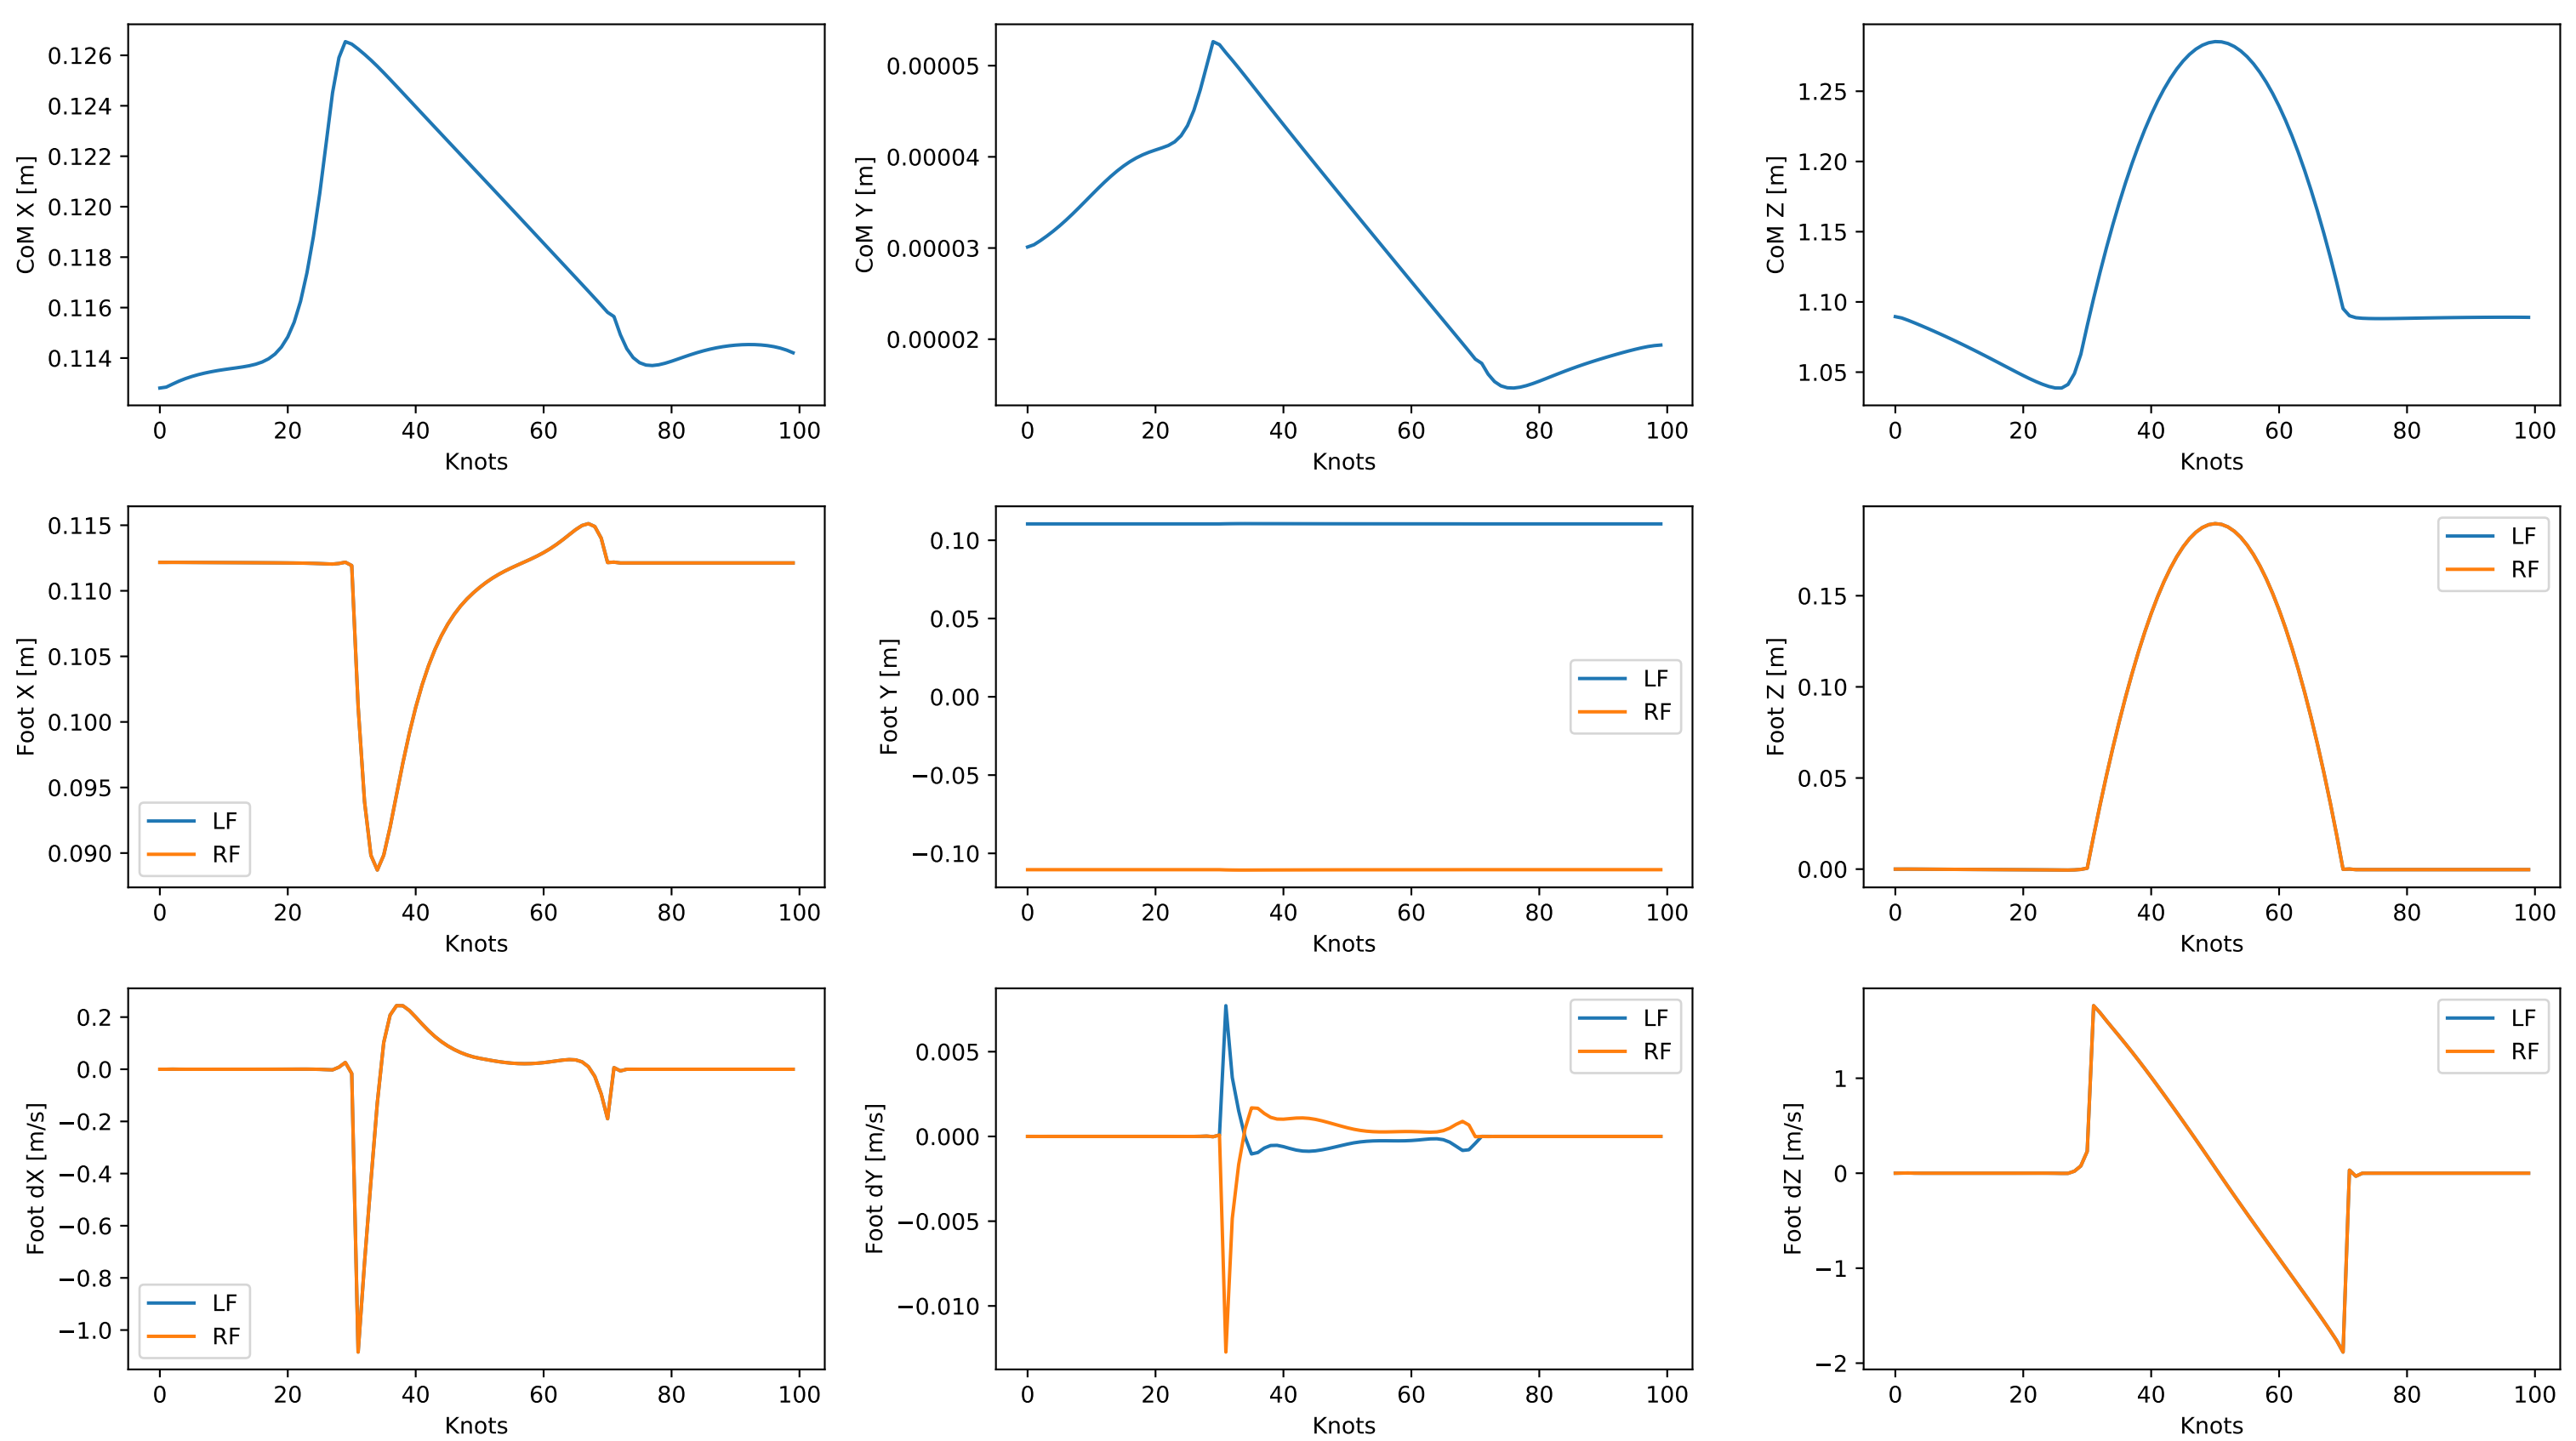 CoM X [m]
0.126
0.124
0.122
0.120
0.118
0.116
0.114
0 20 40 60 80 100
Knots
CoM Y [m]
0.00005
0.00004
0.00003
0.00002
0 20 40 60 80 100
Knots
CoM Z [m]
1.25
1.20
1.15
1.10
1.05
0 20 40 60 80 100
Knots
Foot X [m]
0.115
0.110
0.105
0.100
0.095
0.090
LF
RF
0 20 40 60 80 100
Knots
Foot Y [m]
0.10
0.05
0.00
−0.05
−0.10
LF
RF
0 20 40 60 80 100
Knots
Foot Z [m]
0.15
0.10
0.05
0.00
LF
RF
0 20 40 60 80 100
Knots
Foot dX [m/s]
0.2
0.0
−0.2
−0.4
−0.6
−0.8
−1.0
LF
RF
0 20 40 60 80 100
Knots
Foot dY [m/s]
0.005
0.000
−0.005
−0.010
LF
RF
0 20 40 60 80 100
Knots
Foot dZ [m/s]
1
0
−1
−2
LF
RF
0 20 40 60 80 100
Knots